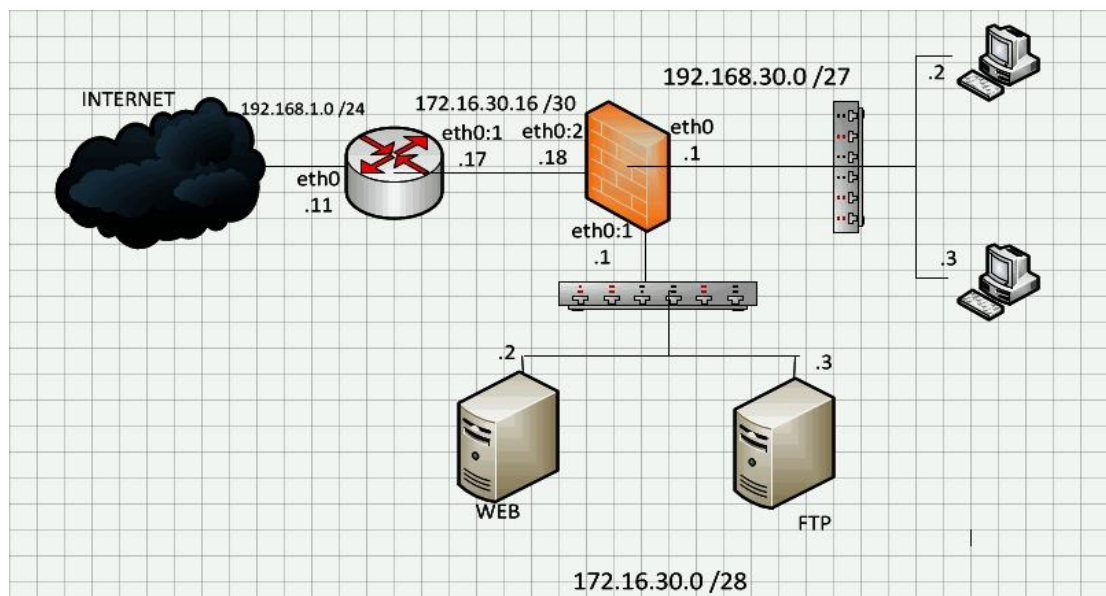 INTERNET
192.168.1.0 /24
172.16.30.16 /30
192.168.30.0 /27
eth0
.11
eth0:1
.17
eth0:2
.18
eth0
.1
.2
.3
eth0:1
.1
.2
.3
WEB
FTP
172.16.30.0 /28